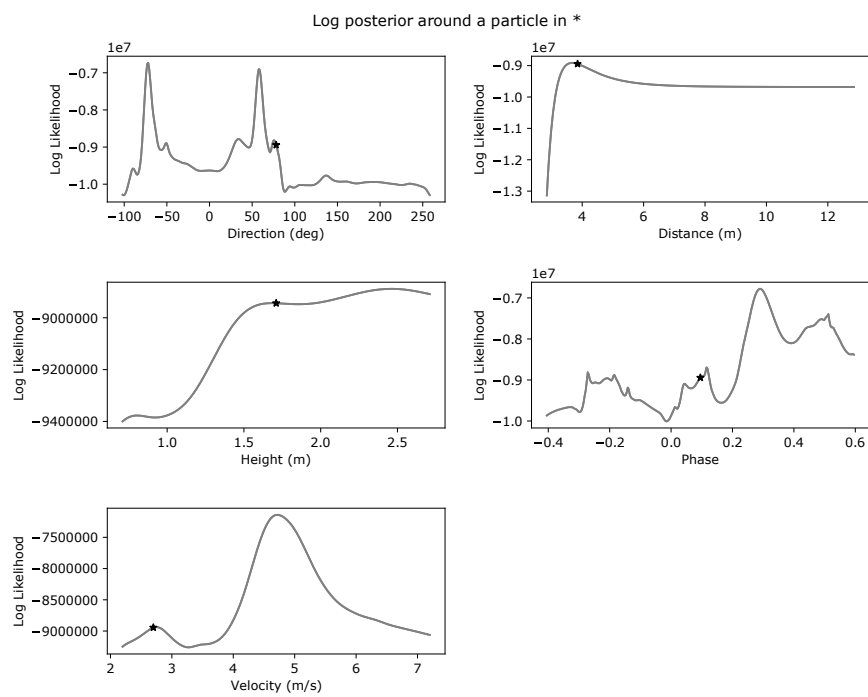 Log posterior around a particle in *
1e7
−0.7
−0.8
−0.9
−1.0
Log Likelihood
−100 −50 0 50 100 150 200 250
Direction (deg)
1e7
−0.9
−1.0
−1.1
−1.2
−1.3
Log Likelihood
4 6 8 10 12
Distance (m)
−9000000
−9200000
−9400000
Log Likelihood
1.0 1.5 2.0 2.5
Height (m)
1e7
−0.7
−0.8
−0.9
−1.0
Log Likelihood
−0.4 −0.2 0.0 0.2 0.4 0.6
Phase
−7500000
−8000000
−8500000
−9000000
Log Likelihood
2 3 4 5 6 7
Velocity (m/s)